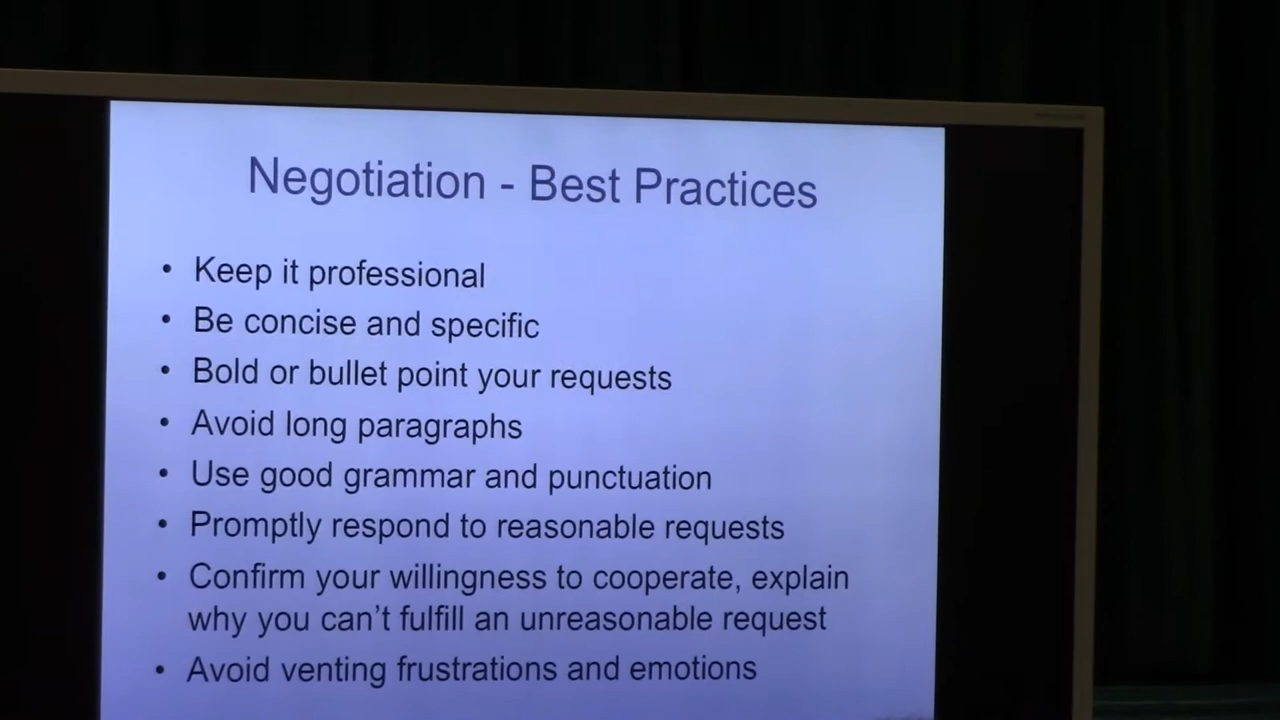 Negotiation - Best Practices
• Keep it professional
• Be concise and specific
• Bold or bullet point your requests
• Avoid long paragraphs
• Use good grammar and punctuation
• Promptly respond to reasonable requests
• Confirm your willingness to cooperate, explain
why you can't fulfill an unreasonable request
• Avoid venting frustrations and emotions